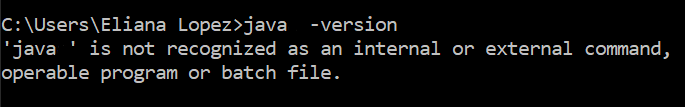 C:\Users\Eliana Lopez>java  -version
'java ' is not recognized as an internal or external command,
operable program or batch file.